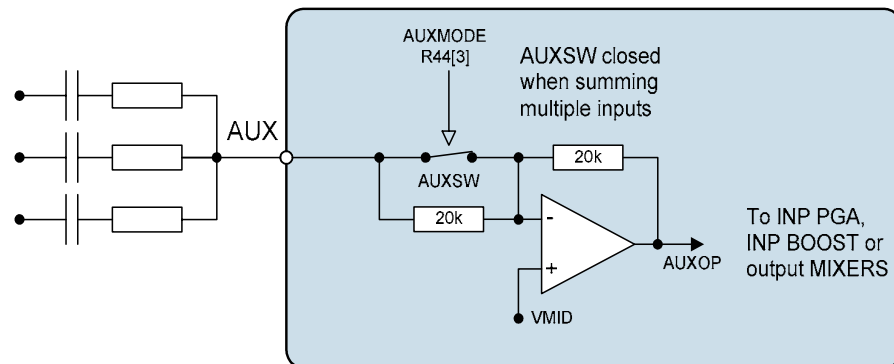 AUXMODE
R44[3]
AUXSW closed
when summing
multiple inputs
AUX
AUXSW
20k
20k
-
+
VMID
AUXOP
To INP PGA,
INP BOOST or
output MIXERS